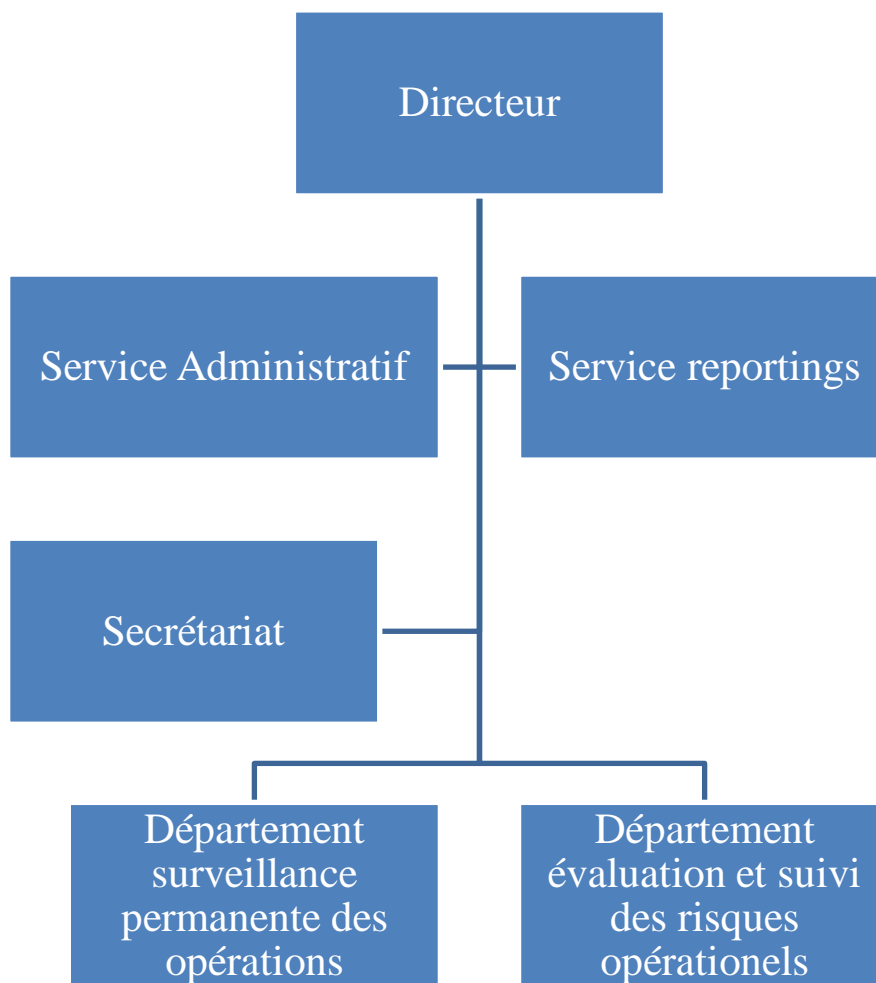 Directeur
Service Administratif
Service reportings
Secrétariat
Département
surveillance
permanente des
opérations
Département
évaluation et suivi
des risques
opérationels